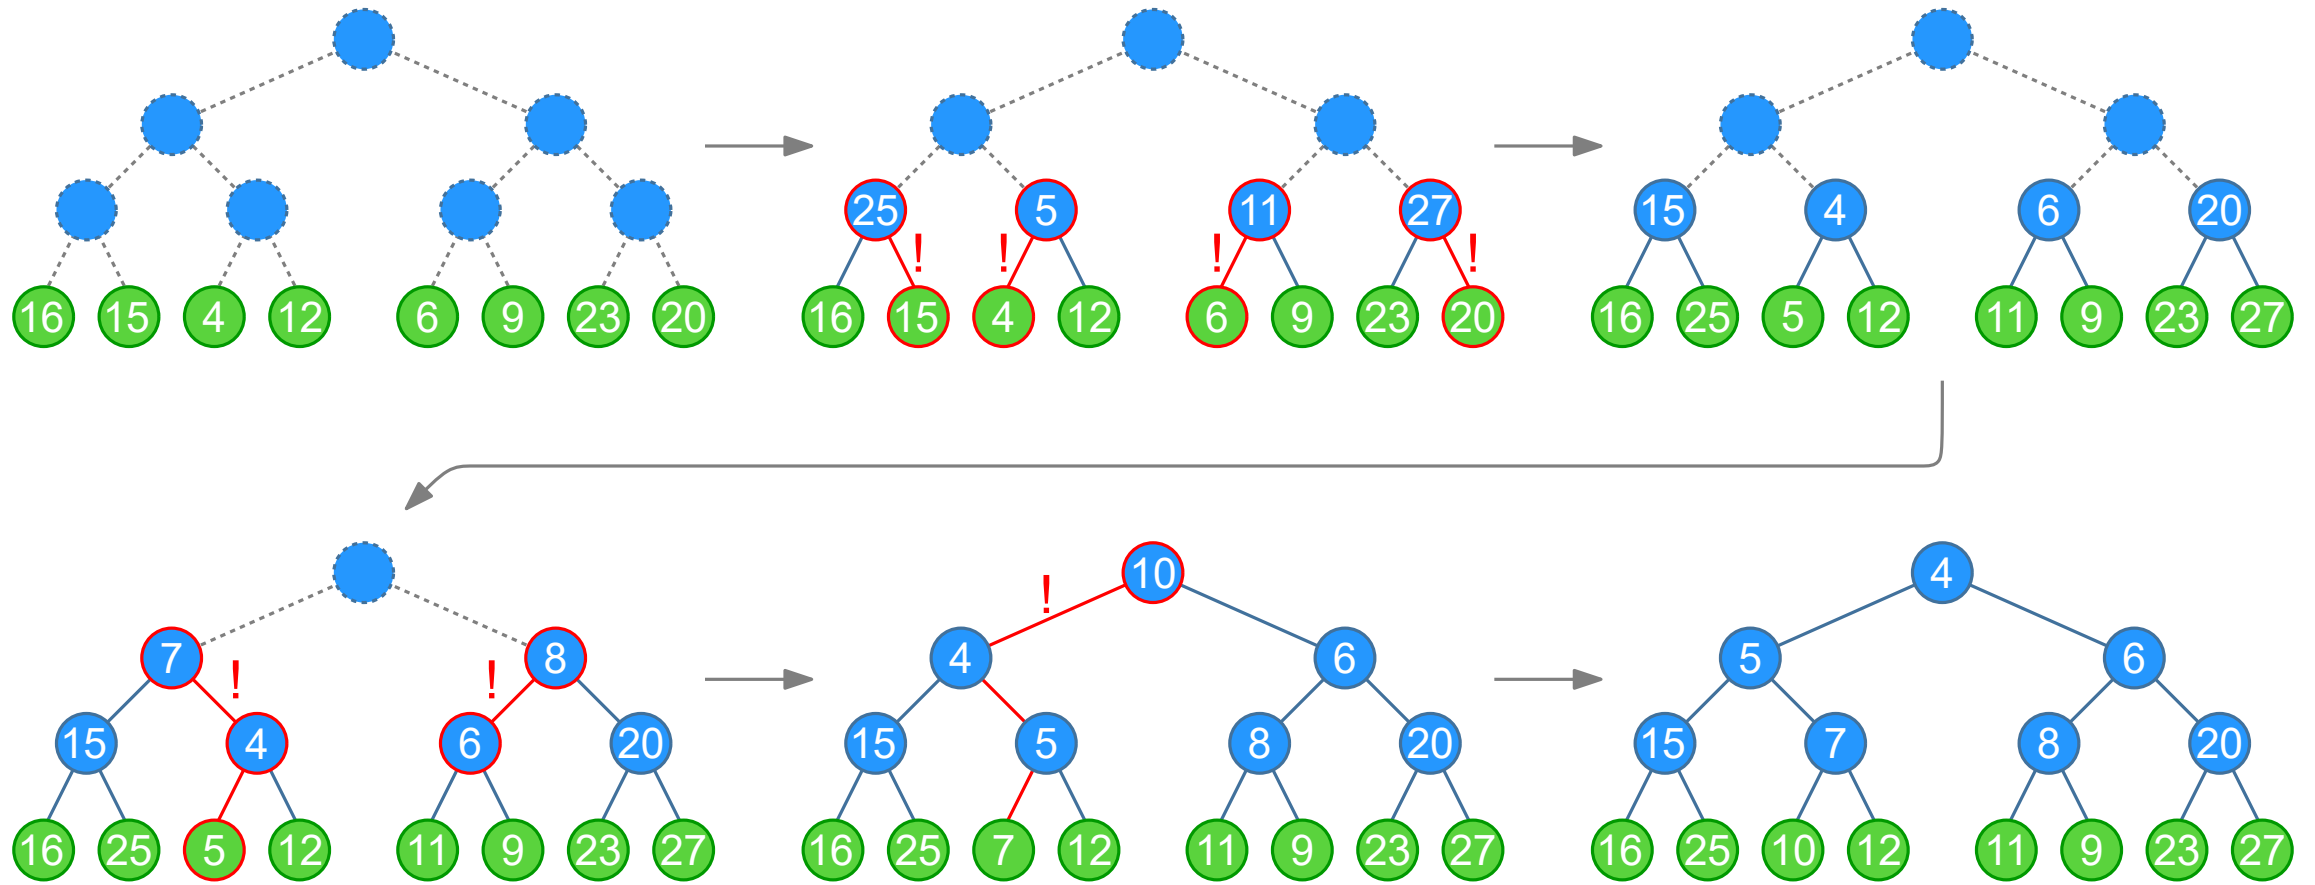 16 15 4 12 6 9 23 20
25 5 11 27
! ! ! !
16 15 4 12 6 9 23 20
15 4 6 20
16 25 5 12 11 9 23 27
7 8
! !
15 4 6 20
16 25 5 12 11 9 23 27
10
!
4 6
15 5 8 20
16 25 7 12 11 9 23 27
4
5 6
15 7 8 20
16 25 10 12 11 9 23 27